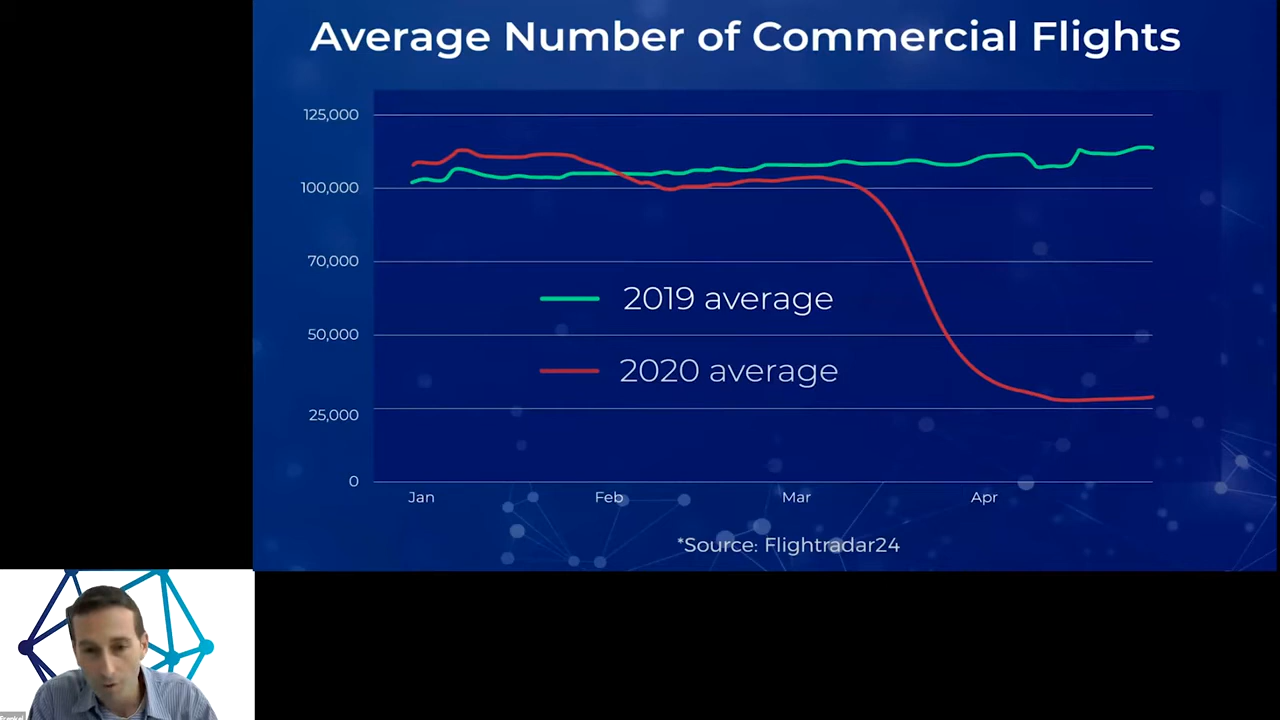 Average Number of Commercial Flights
125,000
100,000
70,000
50,000
25,000
0
2019 average
2020 average
Jan Feb Mar Apr
*Source: Flightradar24